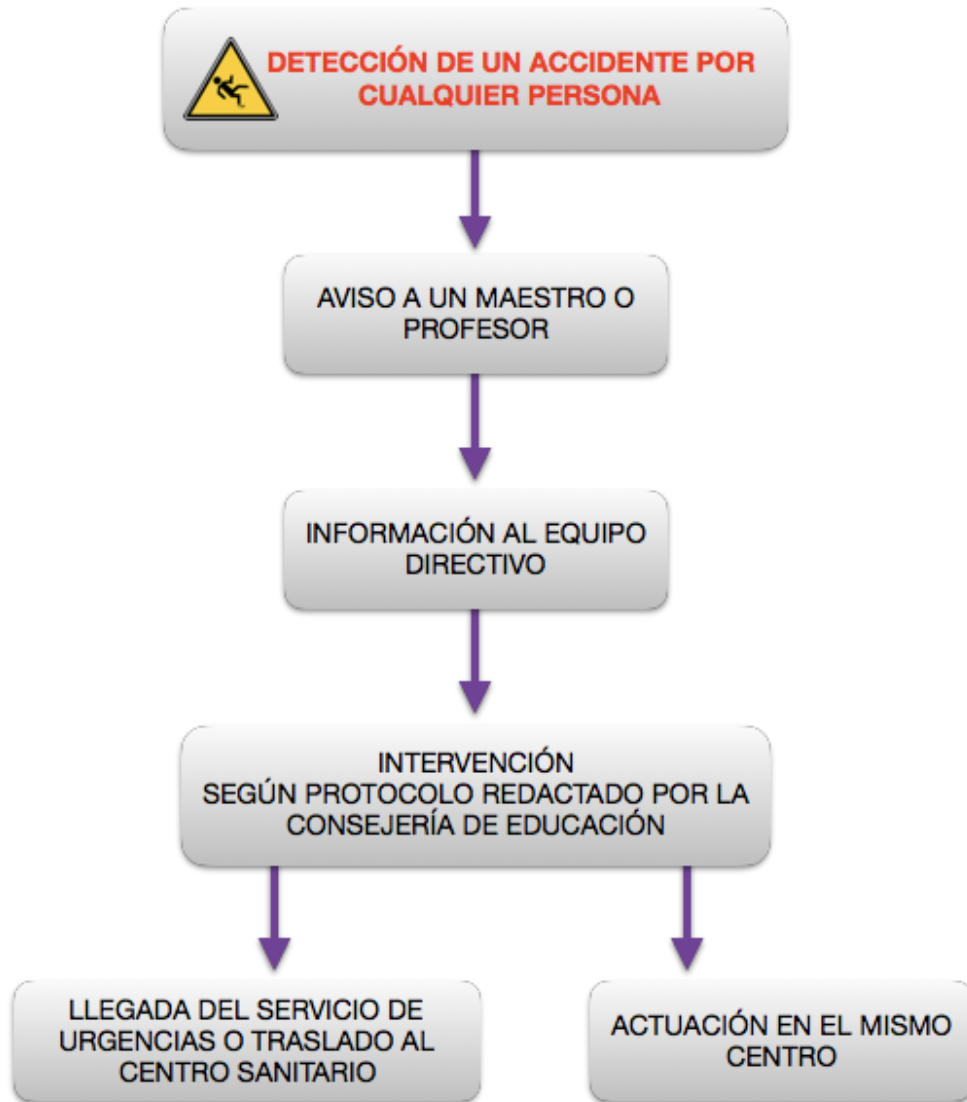 DETECCIÓN DE UN ACCIDENTE POR
CUALQUIER PERSONA
AVISO A UN MAESTRO O
PROFESOR
INFORMACIÓN AL EQUIPO
DIRECTIVO
INTERVENCIÓN
SEGÚN PROTOCOLO REDACTADO POR LA
CONSEJERÍA DE EDUCACIÓN
LLEGADA DEL SERVICIO DE
URGENCIAS O TRASLADO AL
CENTRO SANITARIO
ACTUACIÓN EN EL MISMO
CENTRO